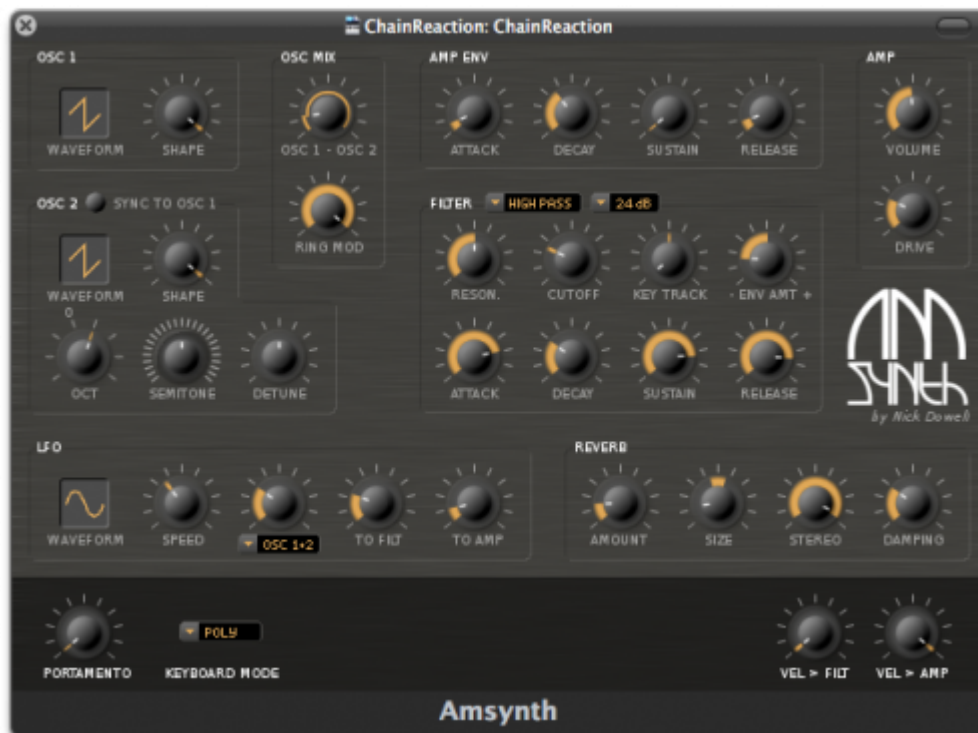 ChainReaction: ChainReaction
OSC 1
OSC MIX
AMP ENV
AMP
WAVEFORM SHAPE
OSC 1 - OSC 2
ATTACK DECAY SUSTAIN RELEASE
VOLUME
OSC 2 SYNC TO OSC 1
RING MOD
FILTER HIGH PASS 24 dB
DRIVE
WAVEFORM SHAPE
RESON. CUTOFF KEY TRACK - ENV AMT +
0
OCT SEMITONE DETUNE
ATTACK DECAY SUSTAIN RELEASE
AM
SYNTH
by Nick Dowell
LFO
REVERB
WAVEFORM SPEED OSC 1+2 TO FILT TO AMP
AMOUNT SIZE STEREO DAMPING
POLY
PORTAMENTO KEYBOARD MODE
VEL > FILT VEL > AMP
Amsynth